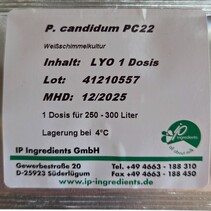 P. candidum PC22
Weißschimmelkultur
Inhalt: LYO 1 Dosis
Lot: 41210557
MHD: 12/2025
1 Dosis für 250 - 300 Liter
Lagerung bei 4°C
ip
ingredients
IP Ingredients GmbH
Gewerbestraße 20
D-25923 Süderlügum
Tel. +49 4663 - 188 310
Fax +49 4663 - 188 450
www.ip-ingredients.de